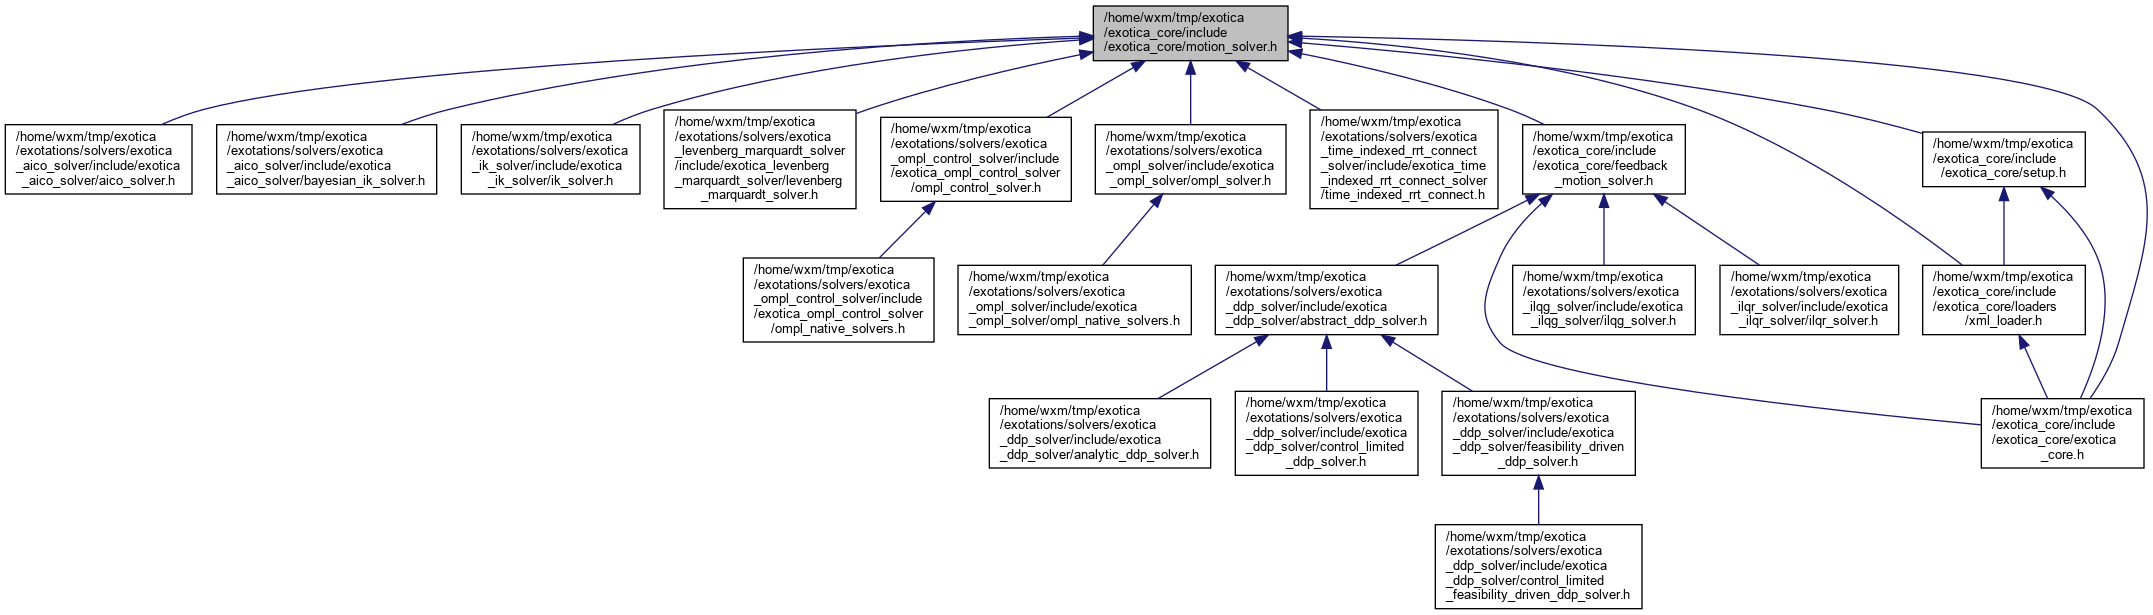 /home/wxm/tmp/exotica
/exotica_core/include
/exotica_core/motion_solver.h
/home/wxm/tmp/exotica
/exotations/solvers/exotica
_aico_solver/include/exotica
_aico_solver/aico_solver.h
/home/wxm/tmp/exotica
/exotations/solvers/exotica
_aico_solver/include/exotica
_aico_solver/bayesian_ik_solver.h
/home/wxm/tmp/exotica
/exotations/solvers/exotica
_ik_solver/include/exotica
_ik_solver/ik_solver.h
/home/wxm/tmp/exotica
/exotations/solvers/exotica
_levenberg_marquardt_solver
/include/exotica_levenberg
_marquardt_solver/levenberg
_marquardt_solver.h
/home/wxm/tmp/exotica
/exotations/solvers/exotica
_ompl_control_solver/include
/exotica_ompl_control_solver
/ompl_control_solver.h
/home/wxm/tmp/exotica
/exotations/solvers/exotica
_ompl_solver/include/exotica
_ompl_solver/ompl_solver.h
/home/wxm/tmp/exotica
/exotations/solvers/exotica
_time_indexed_rrt_connect
_solver/include/exotica_time
_indexed_rrt_connect_solver
/time_indexed_rrt_connect.h
/home/wxm/tmp/exotica
/exotica_core/include
/exotica_core/feedback
_motion_solver.h
/home/wxm/tmp/exotica
/exotica_core/include
/exotica_core/setup.h
/home/wxm/tmp/exotica
/exotations/solvers/exotica
_ompl_control_solver/include
/exotica_ompl_control_solver
/ompl_native_solvers.h
/home/wxm/tmp/exotica
/exotations/solvers/exotica
_ompl_solver/include/exotica
_ompl_solver/ompl_native_solvers.h
/home/wxm/tmp/exotica
/exotations/solvers/exotica
_ddp_solver/include/exotica
_ddp_solver/abstract_ddp_solver.h
/home/wxm/tmp/exotica
/exotations/solvers/exotica
_ilqg_solver/include/exotica
_ilqg_solver/ilqg_solver.h
/home/wxm/tmp/exotica
/exotations/solvers/exotica
_ilqr_solver/include/exotica
_ilqr_solver/ilqr_solver.h
/home/wxm/tmp/exotica
/exotica_core/include
/exotica_core/loaders
/xml_loader.h
/home/wxm/tmp/exotica
/exotations/solvers/exotica
_ddp_solver/include/exotica
_ddp_solver/analytic_ddp_solver.h
/home/wxm/tmp/exotica
/exotations/solvers/exotica
_ddp_solver/include/exotica
_ddp_solver/control_limited
_ddp_solver.h
/home/wxm/tmp/exotica
/exotations/solvers/exotica
_ddp_solver/include/exotica
_ddp_solver/feasibility_driven
_ddp_solver.h
/home/wxm/tmp/exotica
/exotica_core/include
/exotica_core/exotica
_core.h
/home/wxm/tmp/exotica
/exotations/solvers/exotica
_ddp_solver/include/exotica
_ddp_solver/control_limited
_feasibility_driven_ddp_solver.h